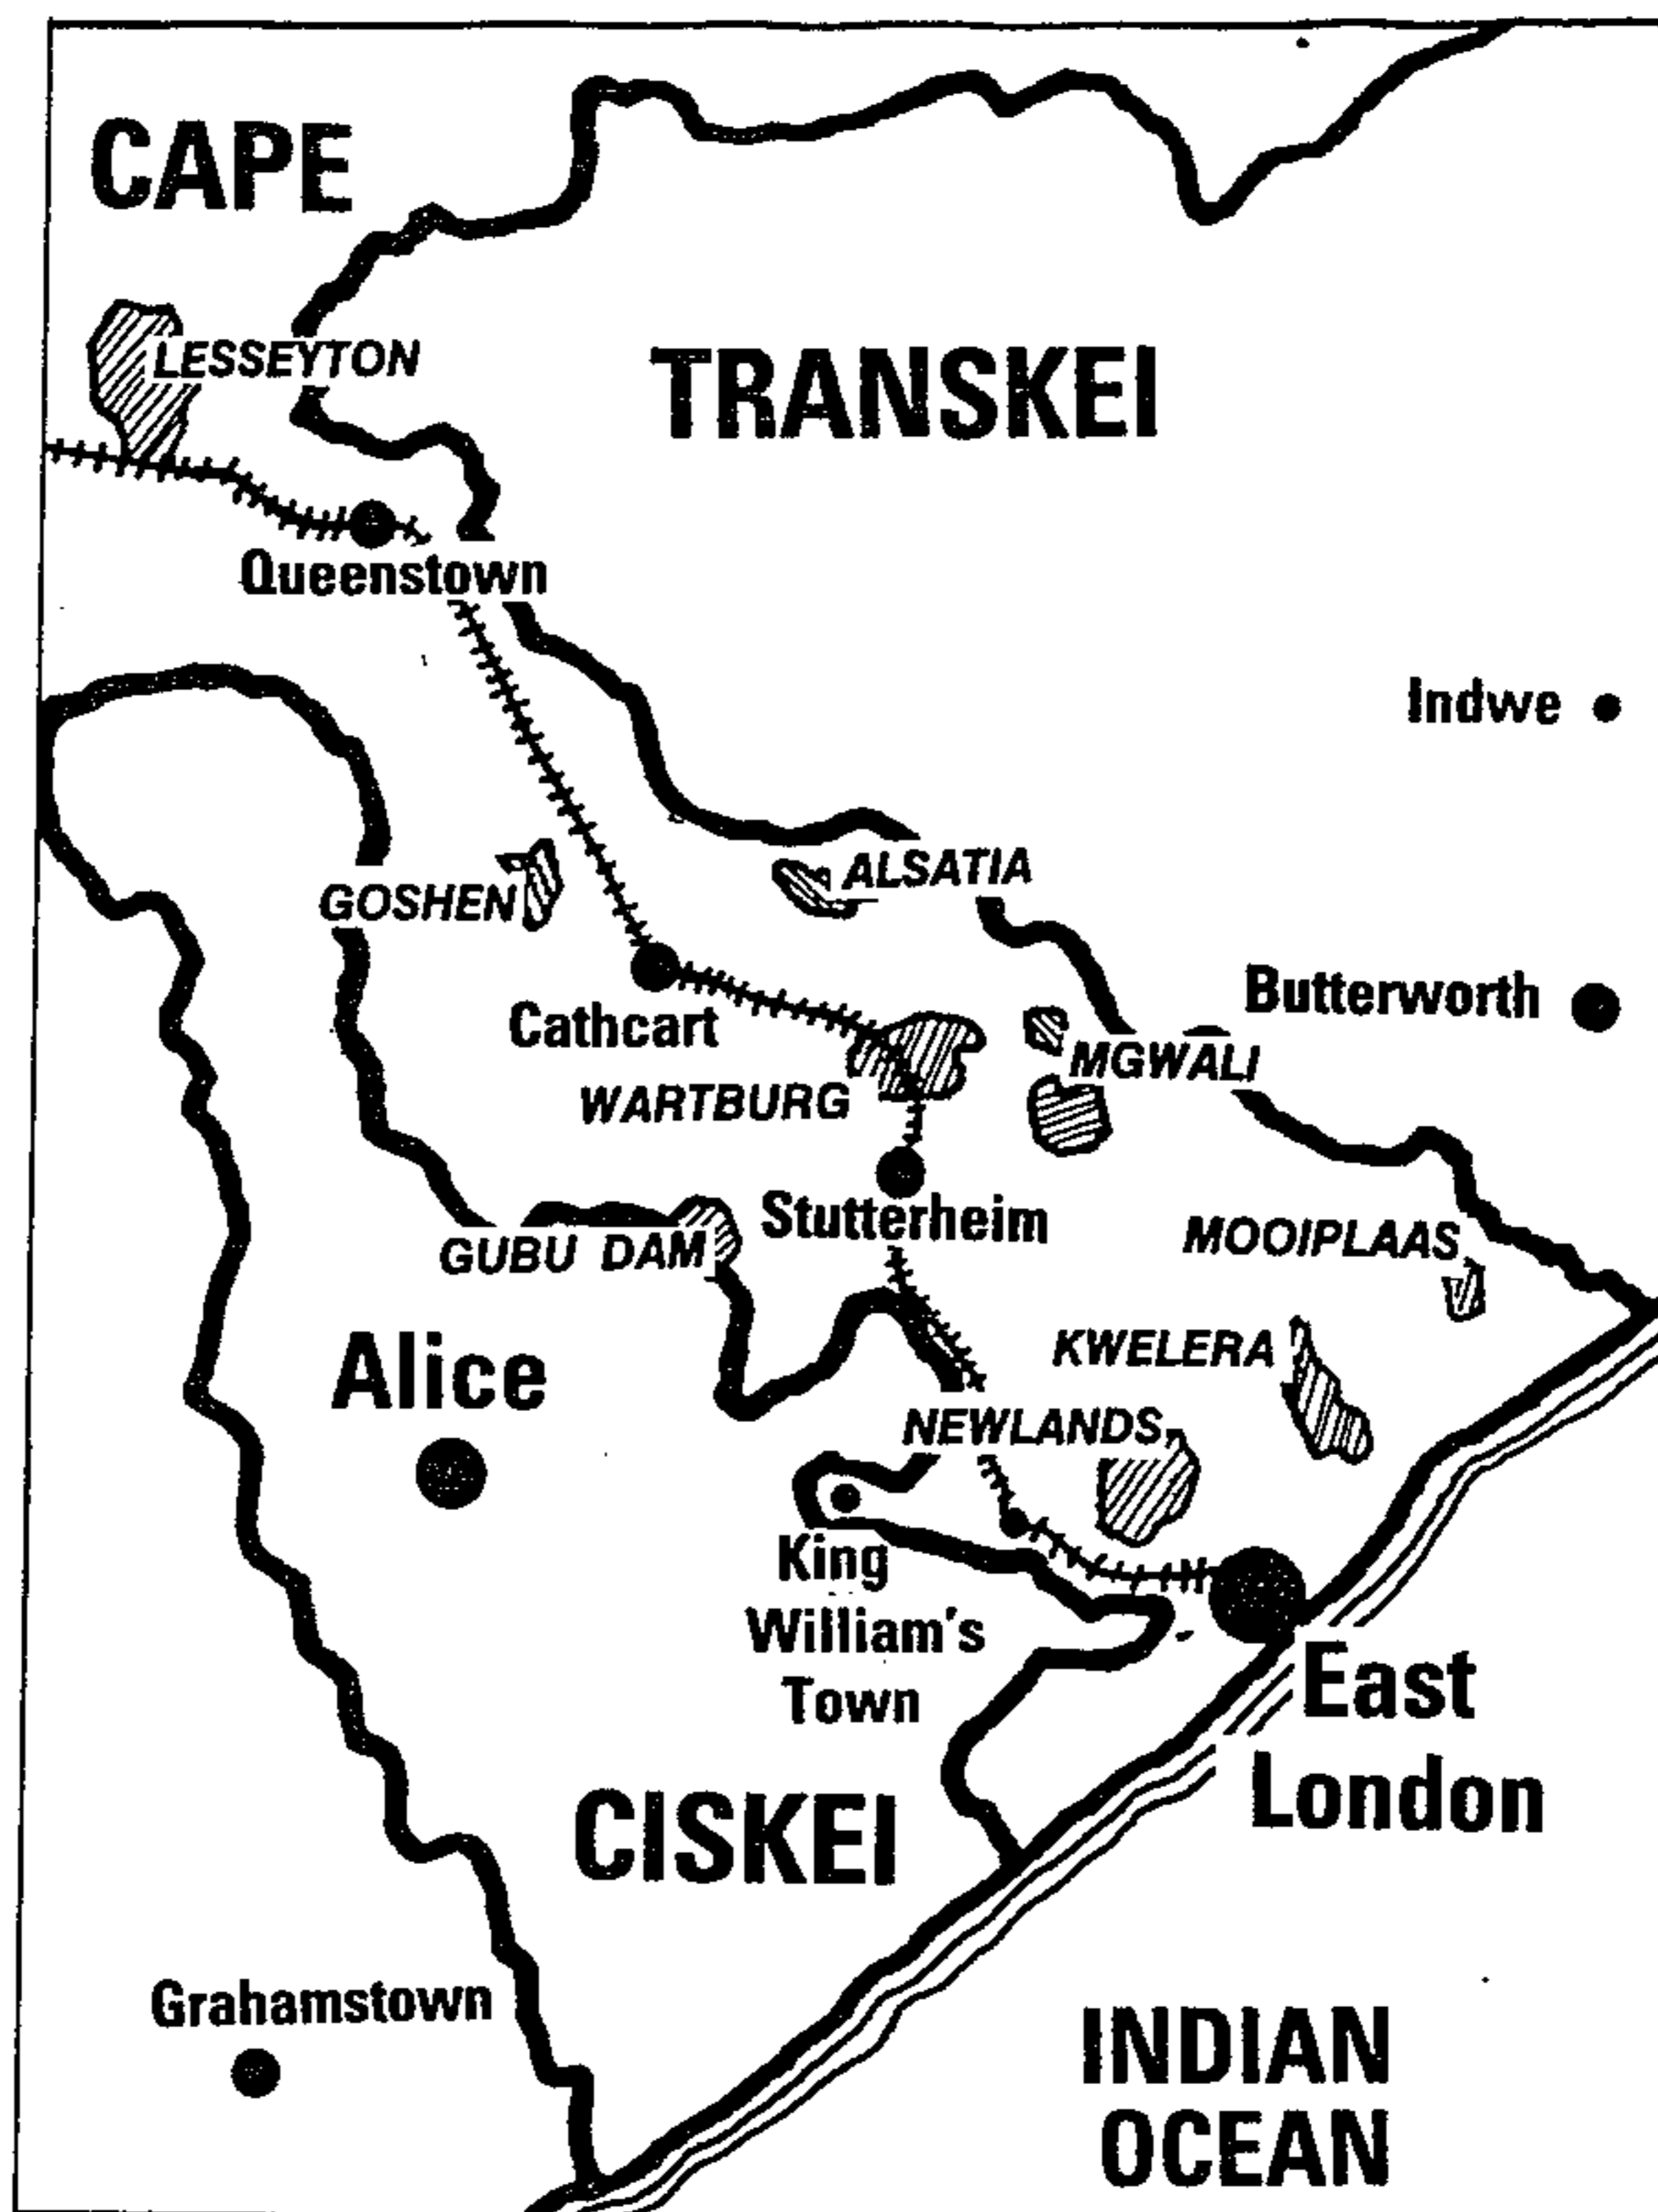 CAPE
LESSEYTON
TRANSKEI
Queenstown
Indwe
ALSATIA
GOSHEN
Butterworth
Cathcart
MGWALI
WARTBURG
Stutterheim
MOOIPLAAS
GUBU DAM
KWELERA
Alice
NEWLANDS
King
William's
Town
East
London
CISKEI
Grahamstown
INDIAN
OCEAN